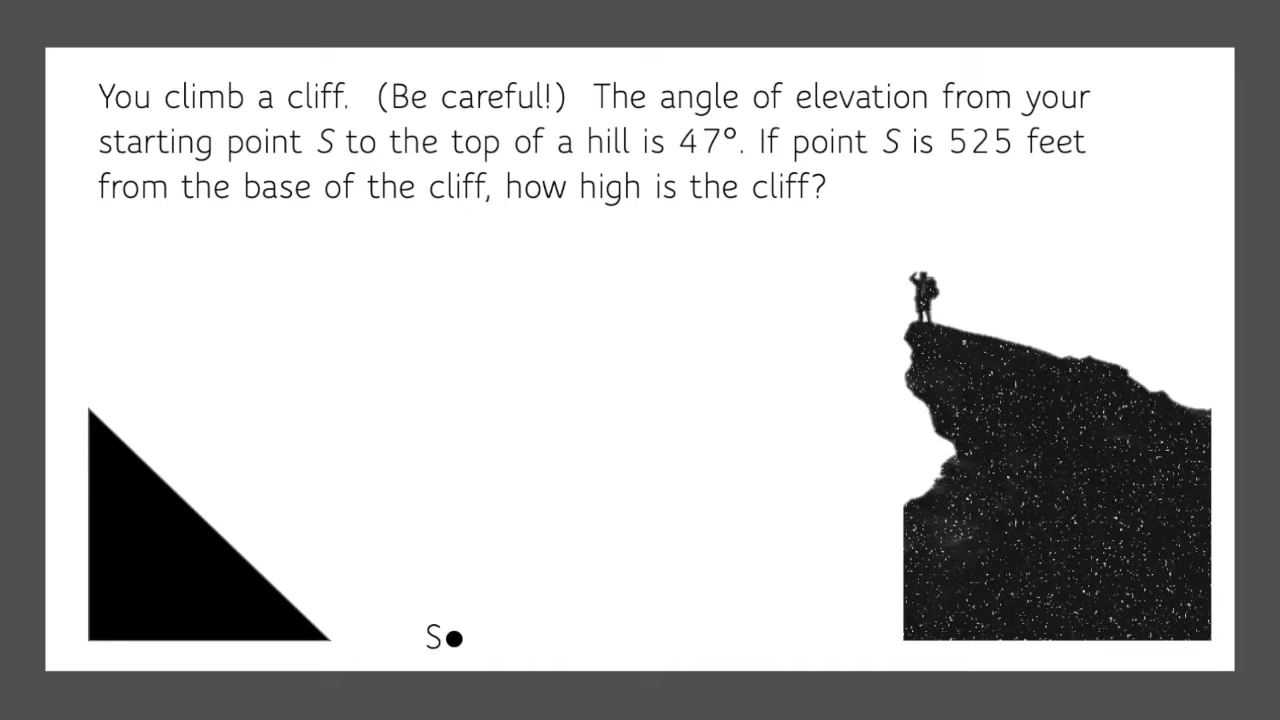 You climb a cliff. (Be careful!) The angle of elevation from your
starting point S to the top of a hill is 47°. If point S is 525 feet
from the base of the cliff, how high is the cliff?
S